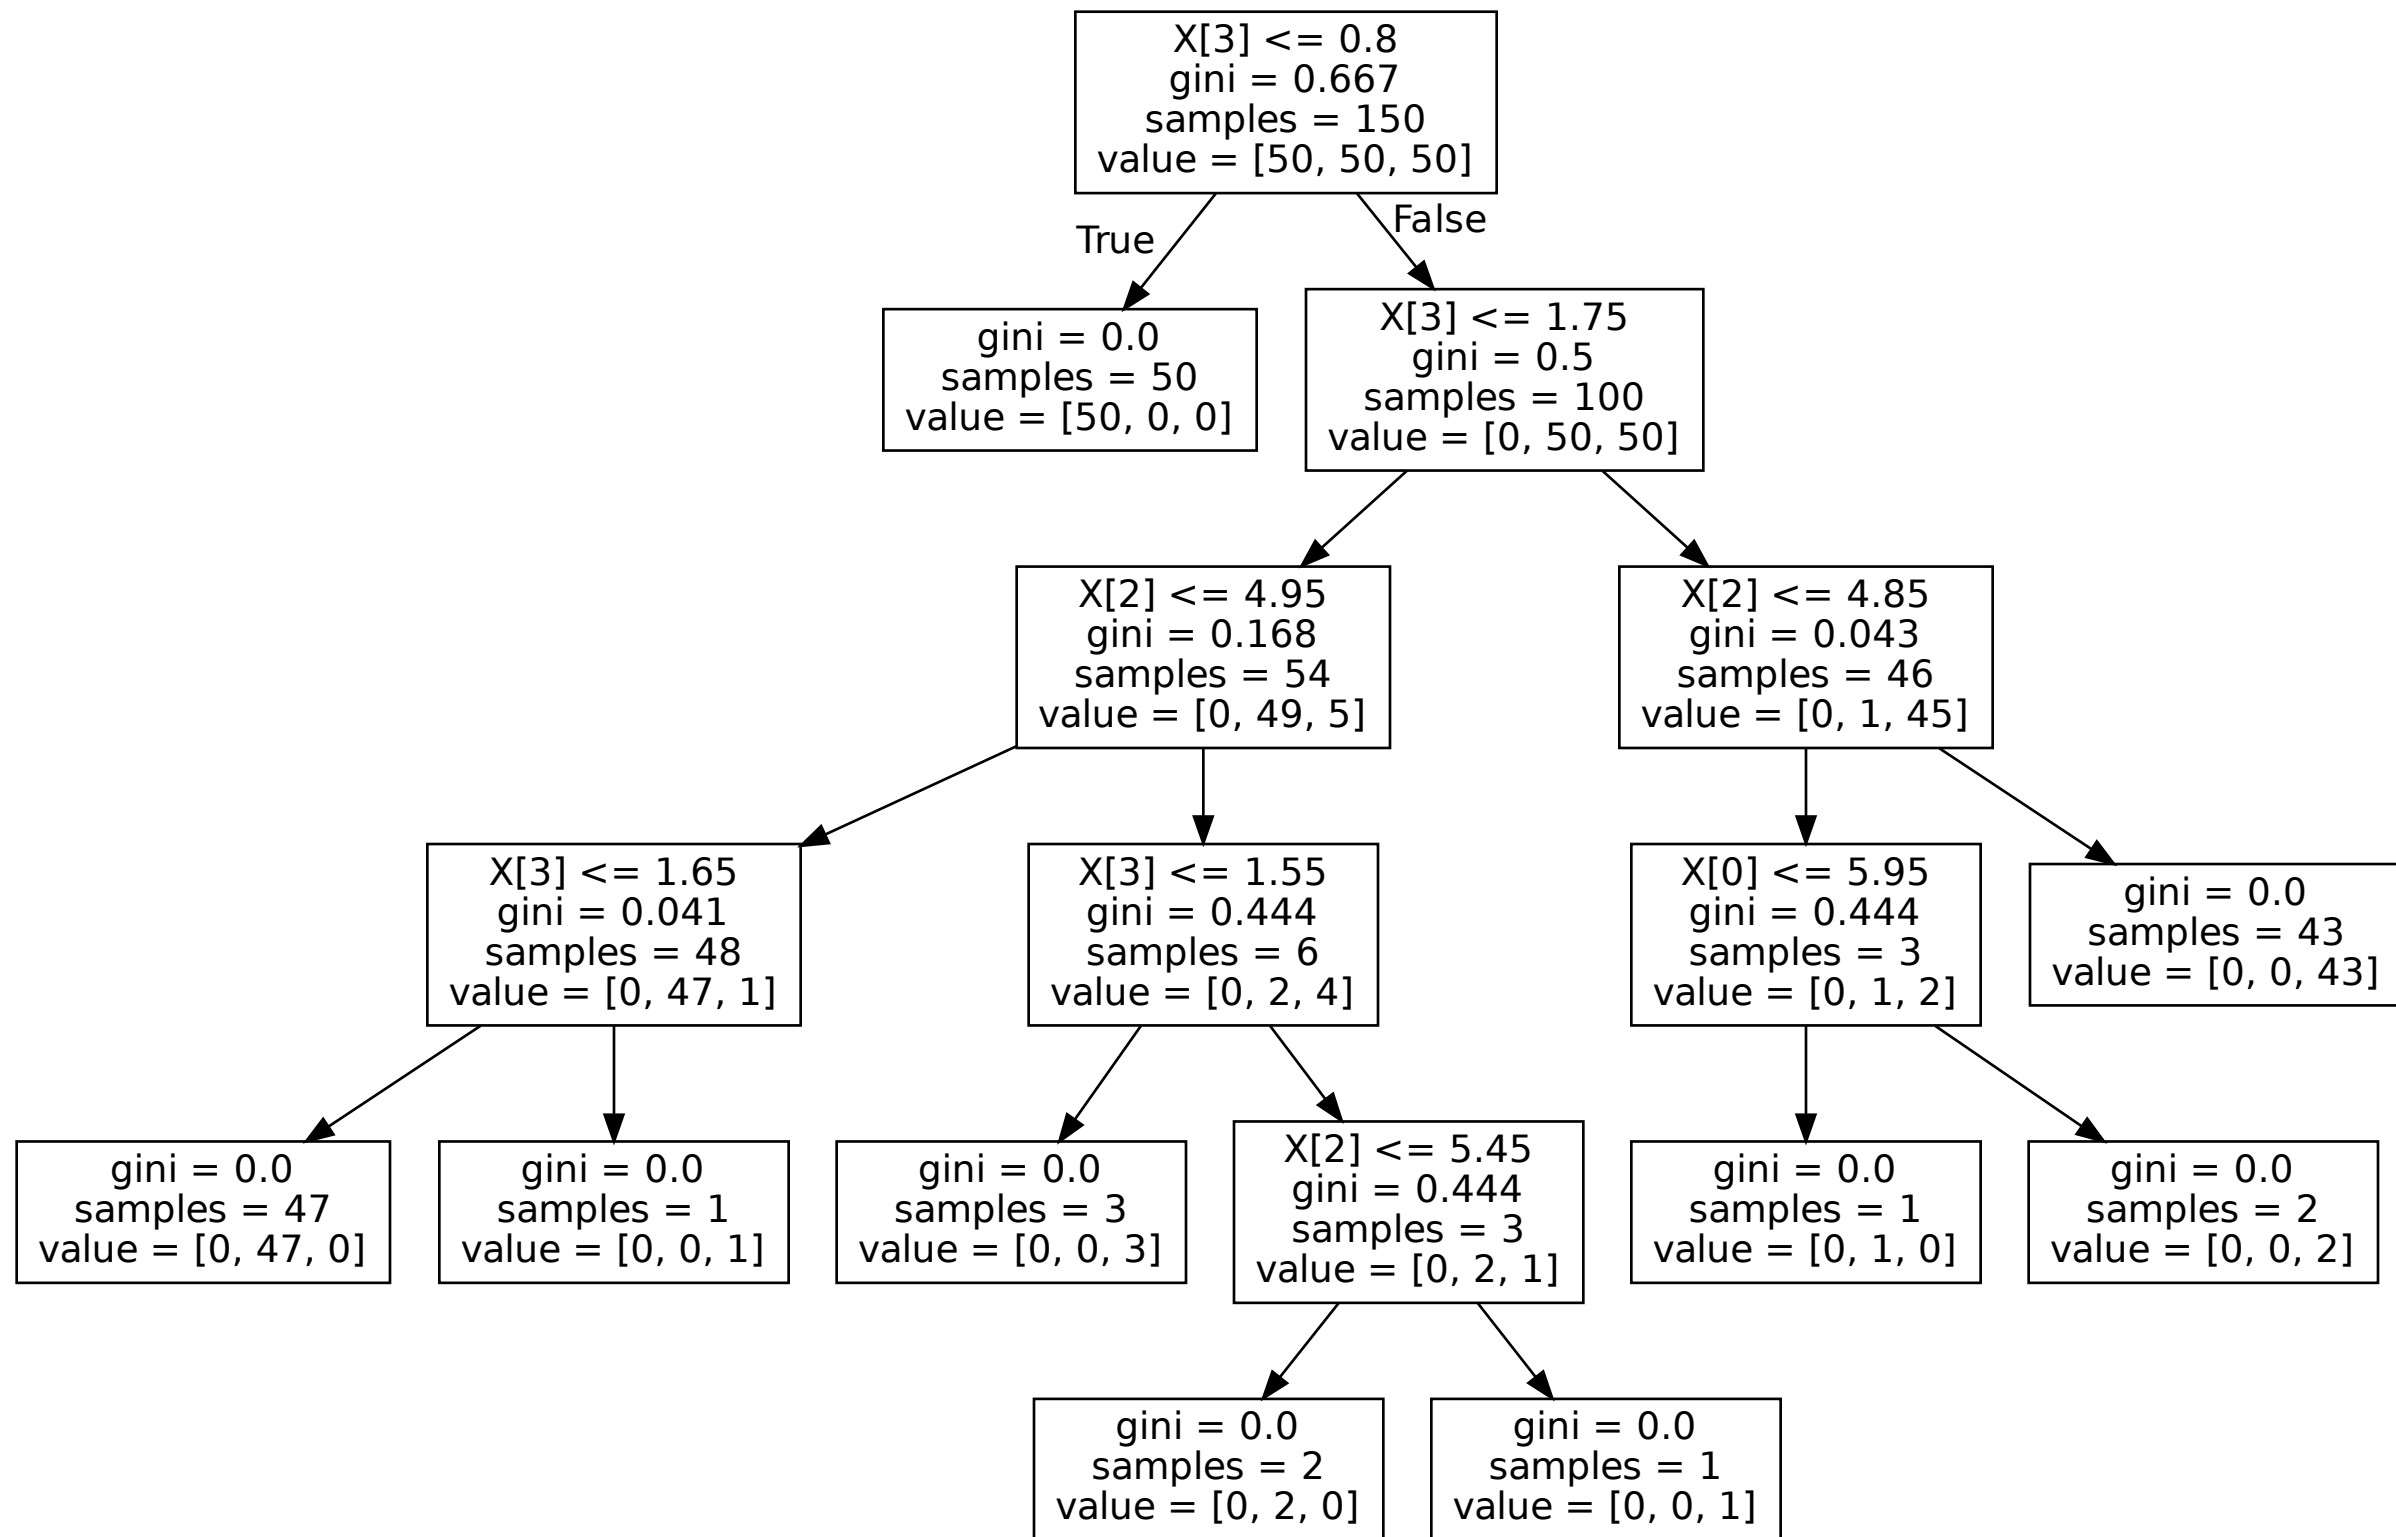 X[3] <= 0.8
gini = 0.667
samples = 150
value = [50, 50, 50]
True
False
gini = 0.0
samples = 50
value = [50, 0, 0]
X[3] <= 1.75
gini = 0.5
samples = 100
value = [0, 50, 50]
X[2] <= 4.95
gini = 0.168
samples = 54
value = [0, 49, 5]
X[2] <= 4.85
gini = 0.043
samples = 46
value = [0, 1, 45]
X[3] <= 1.65
gini = 0.041
samples = 48
value = [0, 47, 1]
X[3] <= 1.55
gini = 0.444
samples = 6
value = [0, 2, 4]
X[0] <= 5.95
gini = 0.444
samples = 3
value = [0, 1, 2]
gini = 0.0
samples = 43
value = [0, 0, 43]
gini = 0.0
samples = 47
value = [0, 47, 0]
gini = 0.0
samples = 1
value = [0, 0, 1]
gini = 0.0
samples = 3
value = [0, 0, 3]
X[2] <= 5.45
gini = 0.444
samples = 3
value = [0, 2, 1]
gini = 0.0
samples = 1
value = [0, 1, 0]
gini = 0.0
samples = 2
value = [0, 0, 2]
gini = 0.0
samples = 2
value = [0, 2, 0]
gini = 0.0
samples = 1
value = [0, 0, 1]